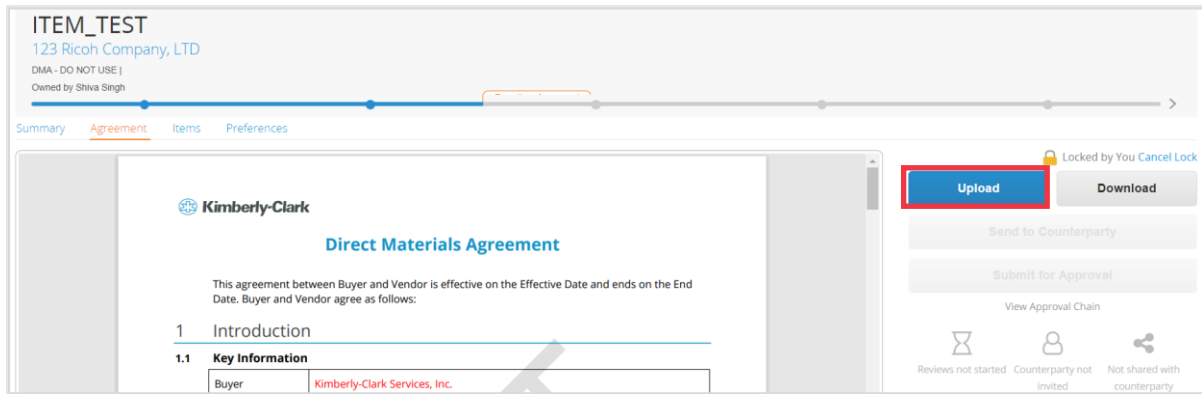 ITEM_TEST
123 Ricoh Company, LTD
DMA - DO NOT USE |
Owned by Shiva Singh
Summary Agreement Items Preferences
Locked by You Cancel Lock
Upload Download
Send to Counterparty
Submit for Approval
View Approval Chain
Reviews not started Counterparty not invited Not shared with counterparty
Kimberly-Clark
Direct Materials Agreement
This agreement between Buyer and Vendor is effective on the Effective Date and ends on the End
Date. Buyer and Vendor agree as follows:
1 Introduction
1.1 Key Information
Buyer Kimberly-Clark Services, Inc.